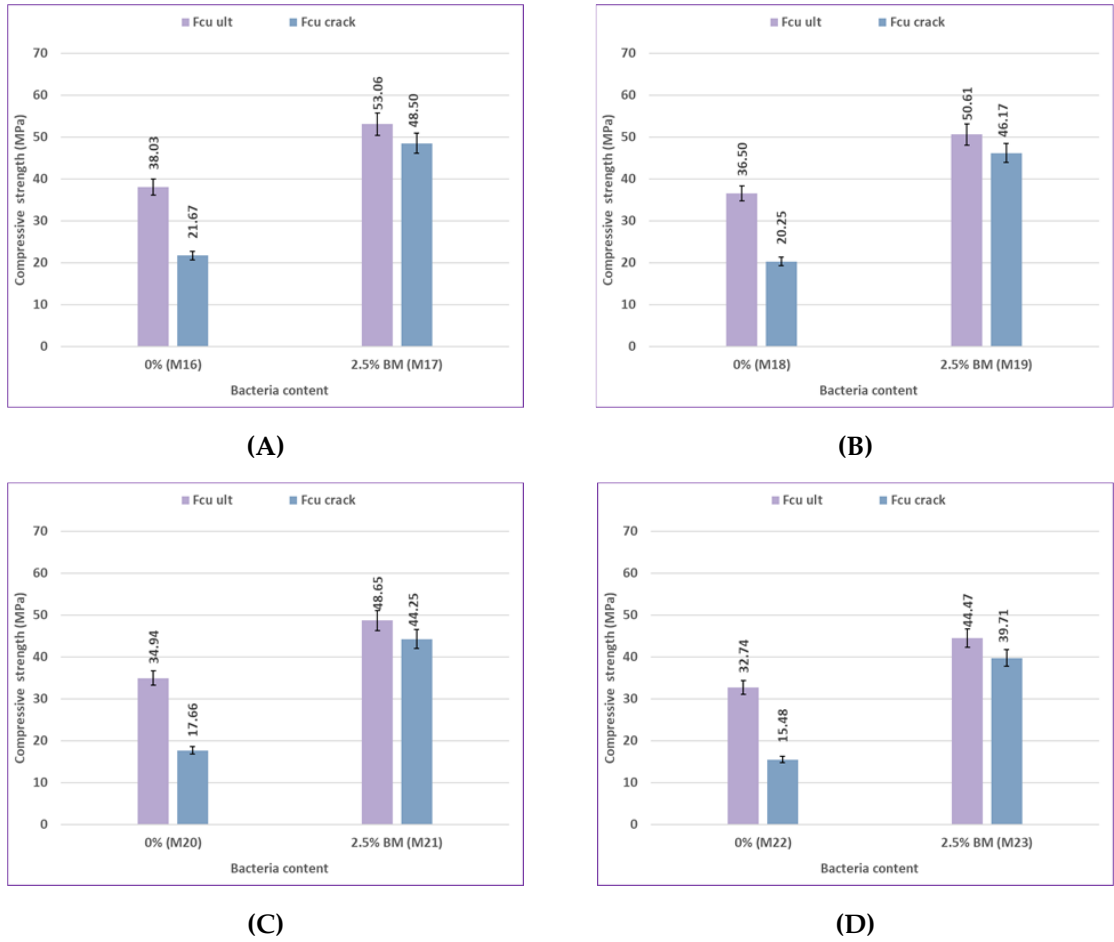 Fcu ult Fcu crack
Compressive strength (MPa)
70
60
50
40
30
20
10
0
38.03
21.67
53.06
48.50
0% (M16) 2.5% BM (M17)
Bacteria content
(A)
Fcu ult Fcu crack
Compressive strength (MPa)
70
60
50
40
30
20
10
0
36.50
20.25
50.61
46.17
0% (M18) 2.5% BM (M19)
Bacteria content
(B)
Fcu ult Fcu crack
Compressive strength (MPa)
70
60
50
40
30
20
10
0
34.94
17.66
48.65
44.25
0% (M20) 2.5% BM (M21)
Bacteria content
(C)
Fcu ult Fcu crack
Compressive strength (MPa)
70
60
50
40
30
20
10
0
32.74
15.48
44.47
39.71
0% (M22) 2.5% BM (M23)
Bacteria content
(D)